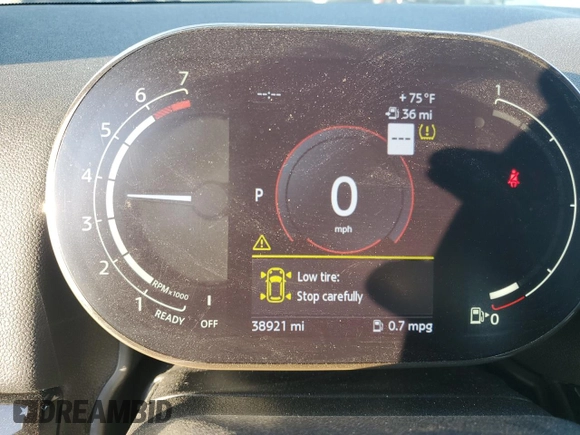 7
6
5
4
3
2
1
RPM x1000
READY
OFF
--:--
+ 75°F
36 mi
---
P
0
mph
Low tire:
Stop carefully
38921 mi
0.7 mpg
1
0
DREAMBID